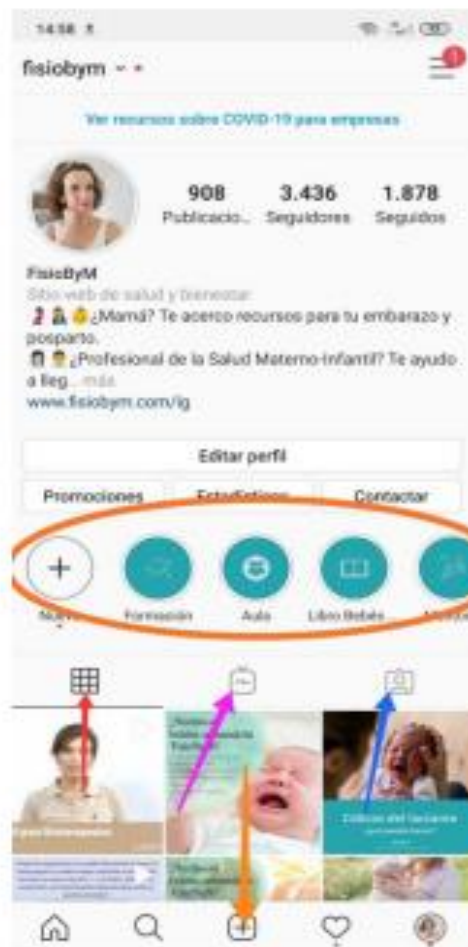 14:58
fisiobym
1
Ver recursos sobre COVID-19 para empresas
908 3.436 1.878
Publicacio... Seguidores Seguidos
FisioByM
Sitio web de salud y bienestar
¿Mamá? Te acerco recursos para tu embarazo y
posparto.
¿Profesional de la Salud Materno-Infantil? Te ayudo
a lleg... más
www.fisiobym.com/ig
Editar perfil
Promociones Estadísticas Contactar
Nuevo Formación Aula Libro Bebés
Cólicos del lactante